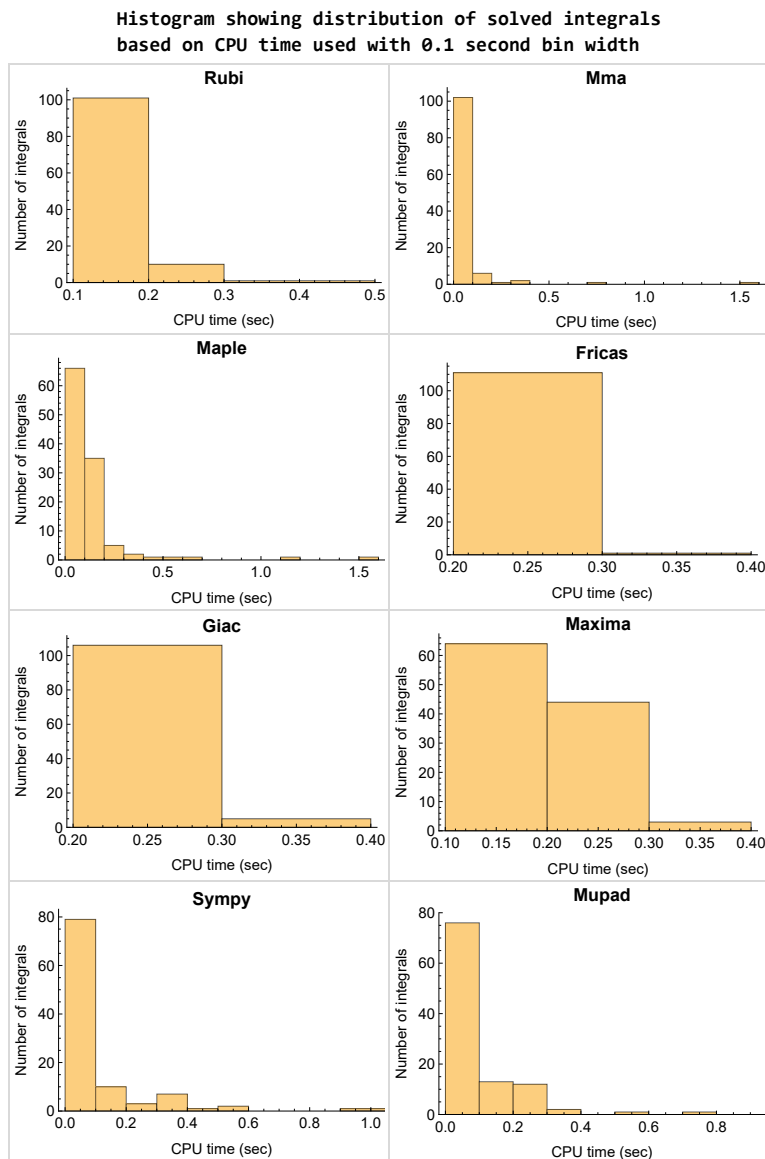 Histogram showing distribution of solved integrals
based on CPU time used with 0.1 second bin width
Rubi
Number of integrals
100
80
60
40
20
0
0.1 0.2 0.3 0.4 0.5
CPU time (sec)
Mma
Number of integrals
100
80
60
40
20
0
0.0 0.5 1.0 1.5
CPU time (sec)
Maple
Number of integrals
60
50
40
30
20
10
0
0.0 0.5 1.0 1.5
CPU time (sec)
Fricas
Number of integrals
100
80
60
40
20
0
0.20 0.25 0.30 0.35 0.40
CPU time (sec)
Giac
Number of integrals
100
80
60
40
20
0
0.20 0.25 0.30 0.35 0.40
CPU time (sec)
Maxima
Number of integrals
60
50
40
30
20
10
0
0.10 0.15 0.20 0.25 0.30 0.35 0.40
CPU time (sec)
Sympy
Number of integrals
80
60
40
20
0
0.0 0.2 0.4 0.6 0.8 1.0
CPU time (sec)
Mupad
Number of integrals
80
60
40
20
0
0.0 0.2 0.4 0.6 0.8
CPU time (sec)